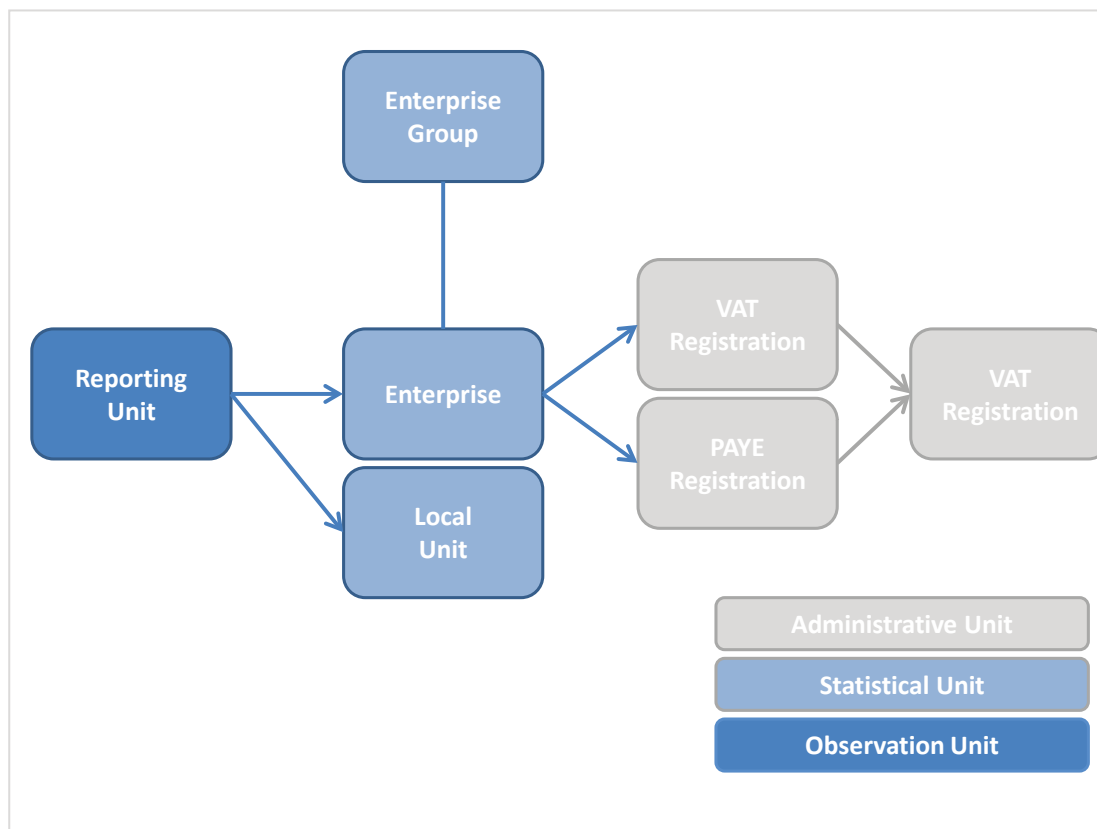 Enterprise
Group
Reporting
Unit
Enterprise
Local
Unit
VAT
Registration
PAYE
Registration
VAT
Registration
Administrative Unit
Statistical Unit
Observation Unit